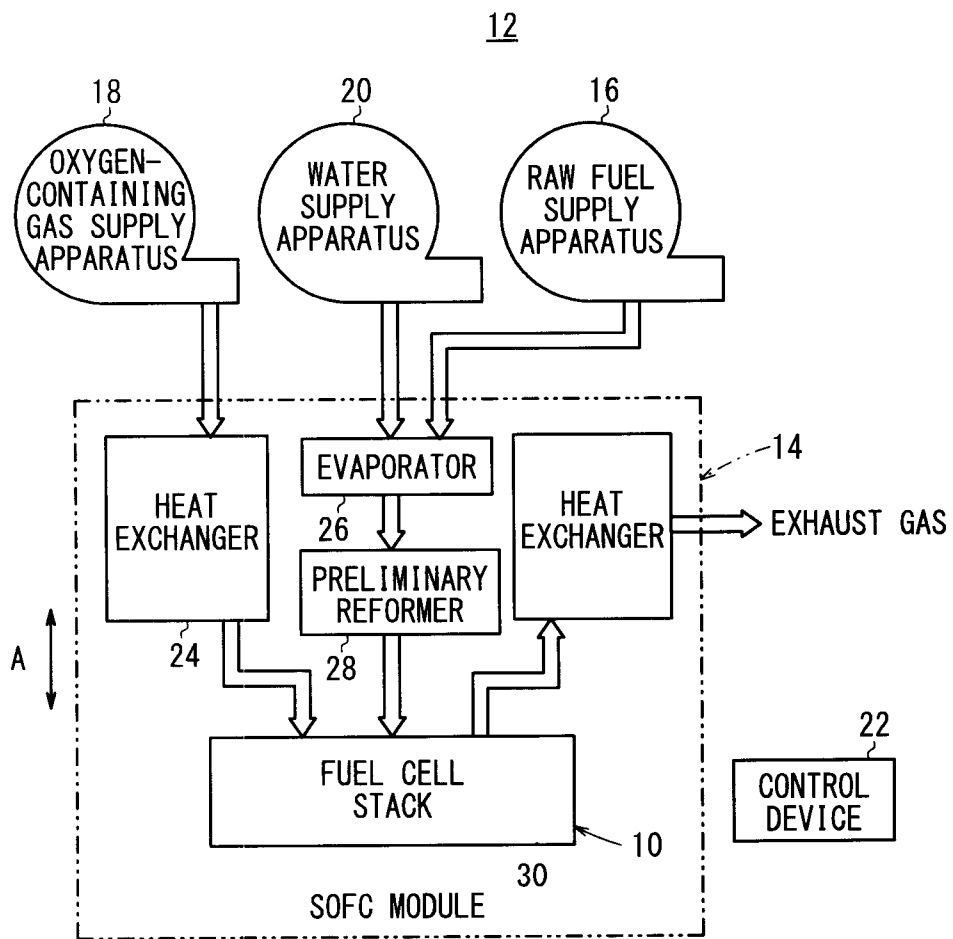 12
18
20
16
OXYGEN-
CONTAINING
GAS SUPPLY
APPARATUS
WATER
SUPPLY
APPARATUS
RAW FUEL
SUPPLY
APPARATUS
HEAT
EXCHANGER
EVAPORATOR
26
HEAT
EXCHANGER
14
EXHAUST GAS
PRELIMINARY
REFORMER
24
28
A
FUEL CELL
STACK
10
30
SOFC MODULE
22
CONTROL
DEVICE